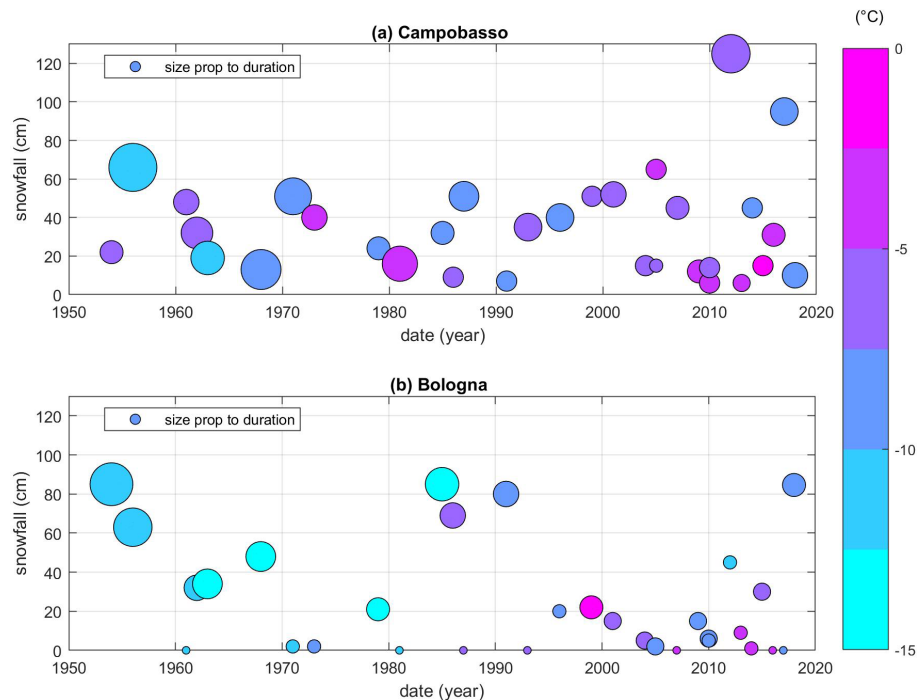 (°C)
(a) Campobasso
size prop to duration
snowfall (cm)
0 20 40 60 80 100 120
1950 1960 1970 1980 1990 2000 2010 2020
date (year)
(b) Bologna
size prop to duration
snowfall (cm)
0 20 40 60 80 100 120
1950 1960 1970 1980 1990 2000 2010 2020
date (year)
0
-5
-10
-15